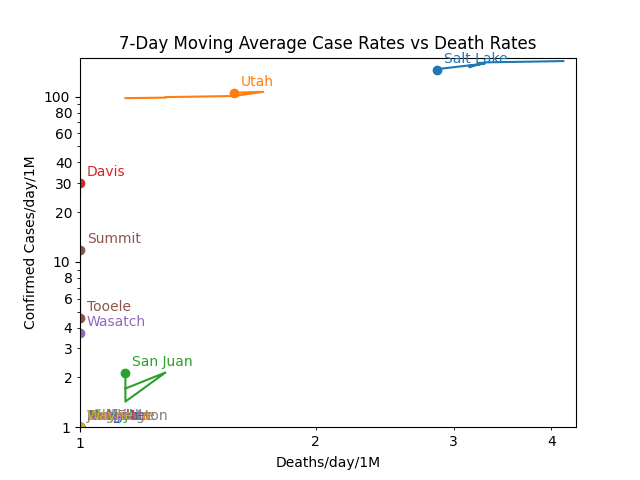 7-Day Moving Average Case Rates vs Death Rates
Salt Lake
Utah
Davis
Summit
Tooele
Wasatch
San Juan
Confirmed Cases/day/1M
100
80
60
40
30
20
10
8
6
4
3
2
1
1
2
3
4
Deaths/day/1M